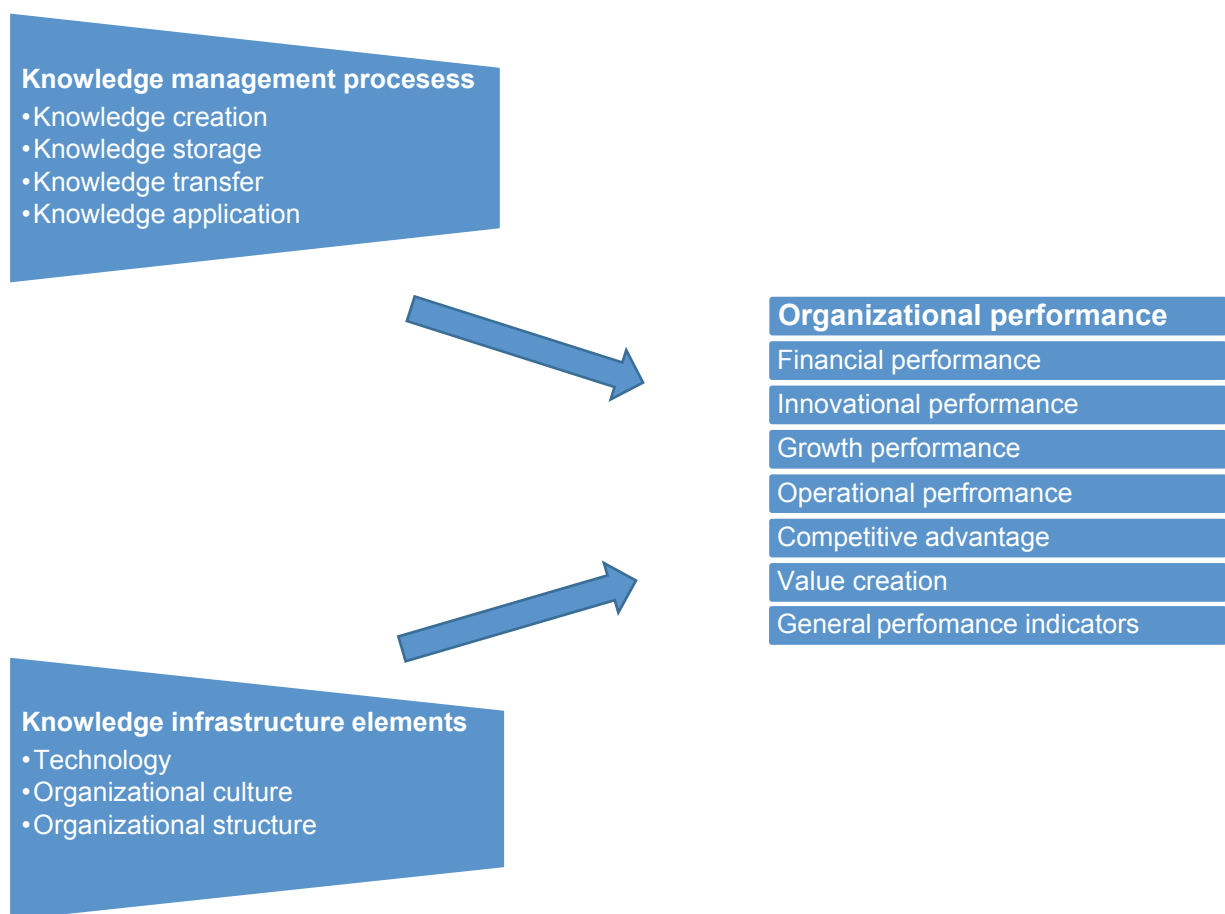 Knowledge management procesess
•Knowledge creation
•Knowledge storage
•Knowledge transfer
•Knowledge application
Organizational performance
Financial performance
Innovational performance
Growth performance
Operational perfromance
Competitive advantage
Value creation
General perfomance indicators
Knowledge infrastructure elements
•Technology
•Organizational culture
•Organizational structure